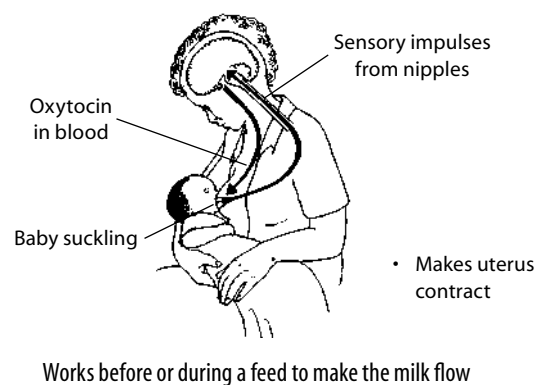 Sensory impulses
from nipples
Oxytocin
in blood
Baby suckling
• Makes uterus
contract
Works before or during a feed to make the milk flow